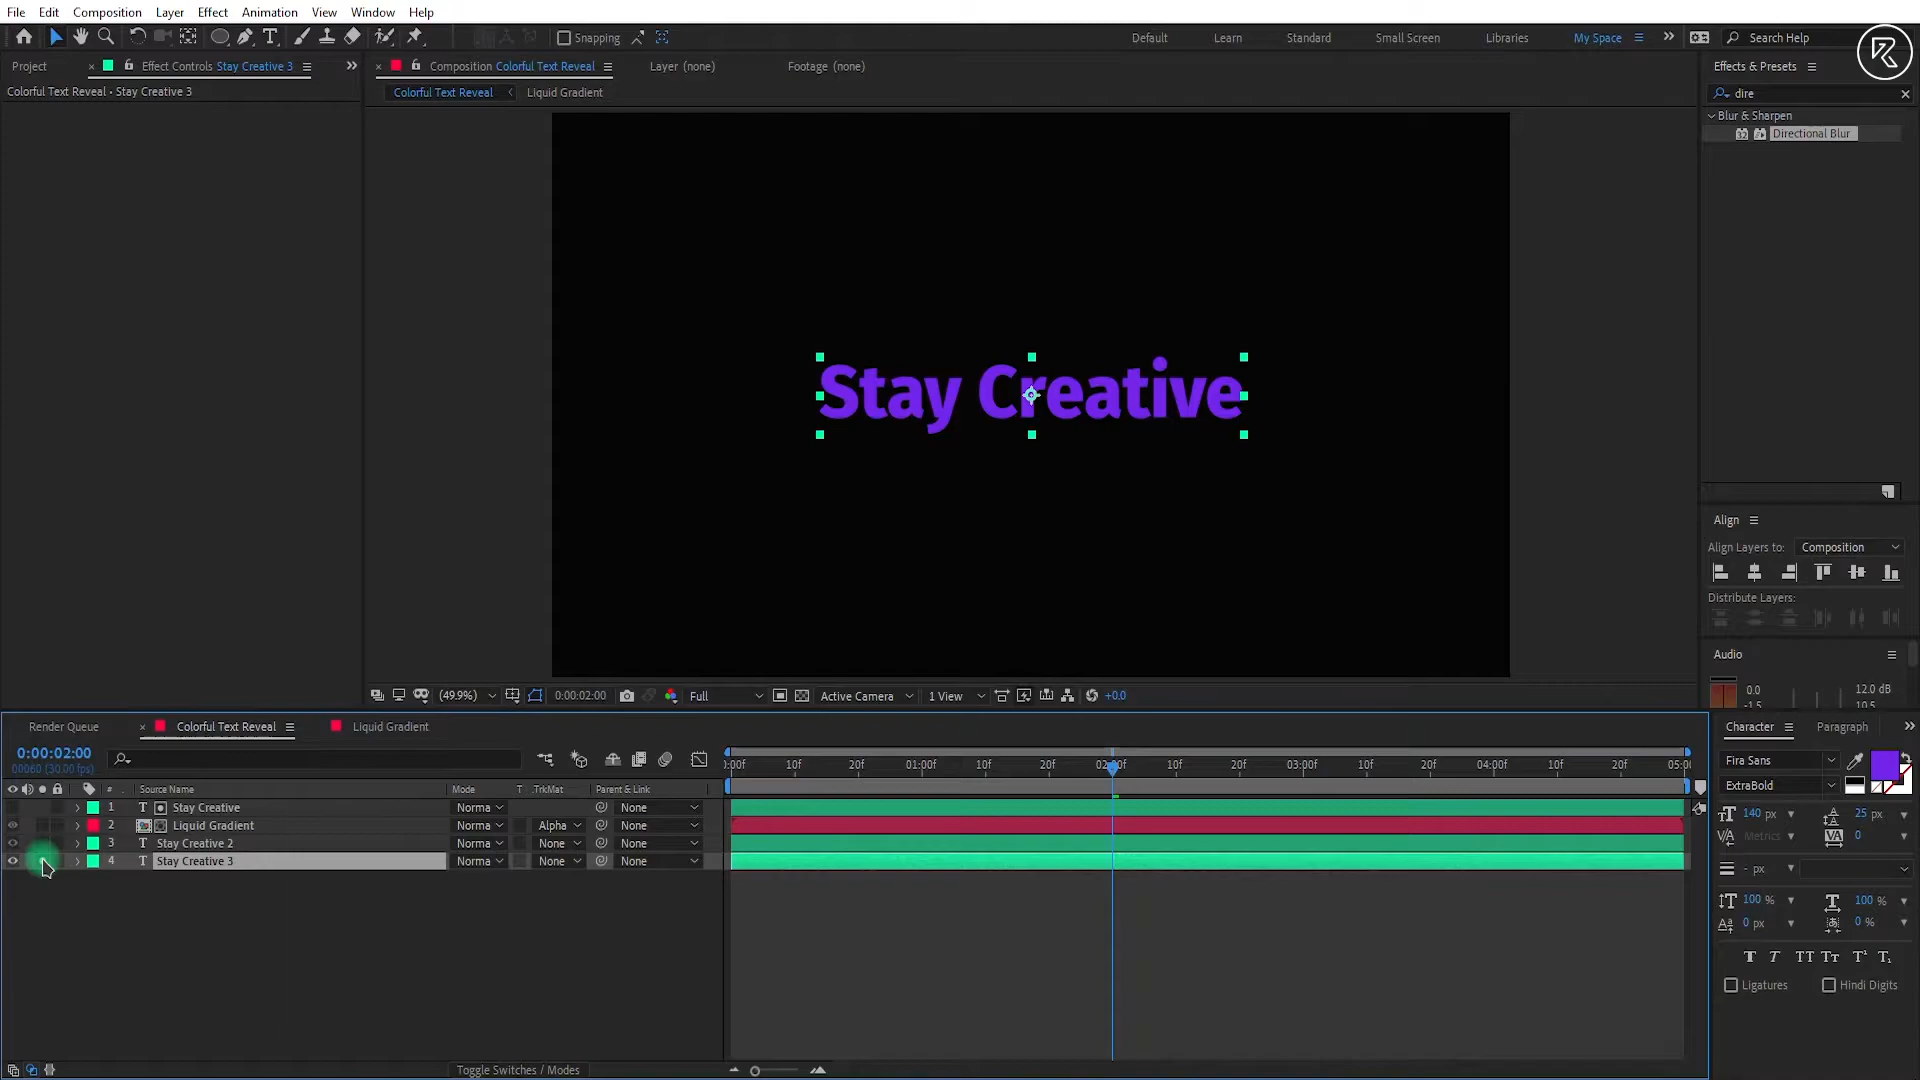 File Edit Composition Layer Effect Animation View Window Help
Snapping Default Learn Standard Small Screen Libraries My Space Search Help
Project Effect Controls Stay Creative 3 Composition Colorful Text Reveal Layer (none) Footage (none) Effects & Presets
Colorful Text Reveal • Stay Creative 3 Colorful Text Reveal Liquid Gradient dire
Blur & Sharpen
32 Directional Blur
Stay Creative
Align
Align Layers to: Composition
Distribute Layers:
Audio
(49.9%) 0:00:02:00 Full Active Camera 1 View +0.0 0.0 12.0 dB
-1.5 10.5
Render Queue Colorful Text Reveal Liquid Gradient Character Paragraph
0:00:02:00
00060 (30.00 fps)
:00f 10f 20f 01:00f 10f 20f 02:00f 10f 20f 03:00f 10f 20f 04:00f 10f 20f 05:00
Fira Sans
ExtraBold
# Source Name Mode T TrkMat Parent & Link
1 T Stay Creative Norma None
2 Liquid Gradient Norma Alpha None
3 T Stay Creative 2 Norma None None
4 T Stay Creative 3 Norma None None
140 px 25 px
Metrics 0
- px
100 % 100 %
0 px 0 %
T T TT Tт T¹ T₁
Ligatures Hindi Digits
Toggle Switches / Modes